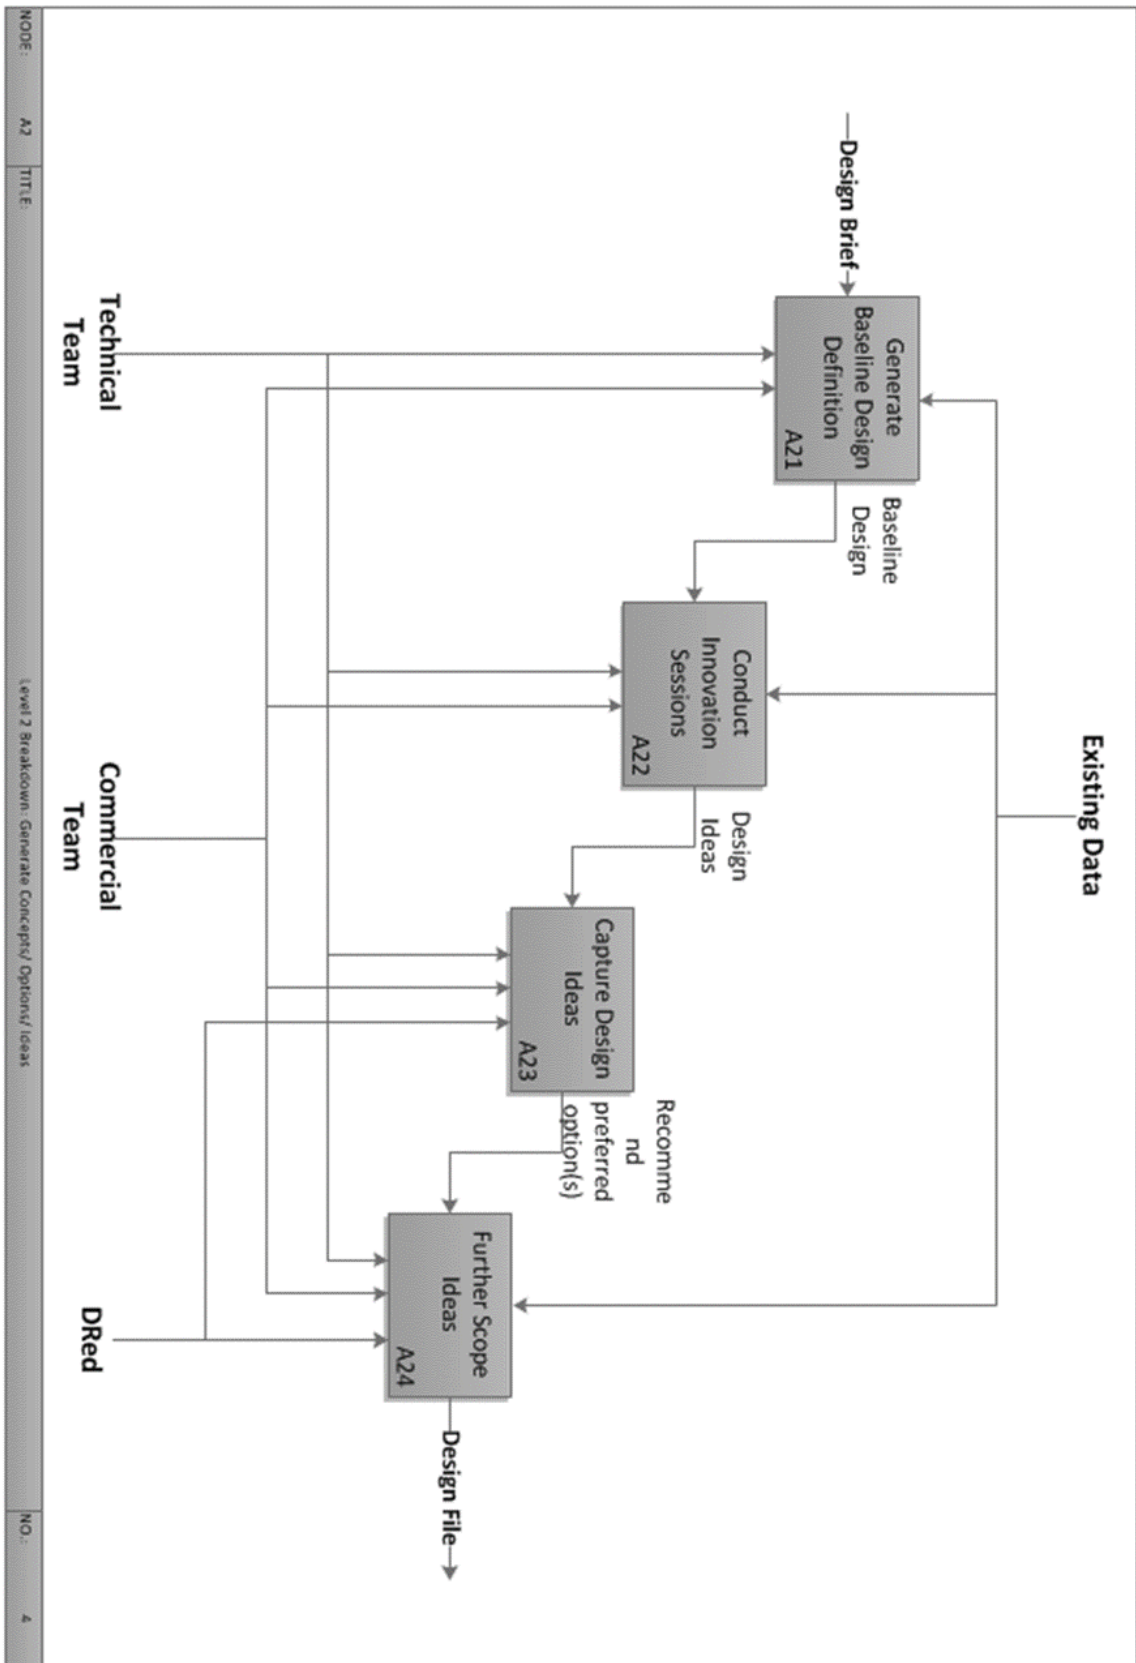 Existing Data
Design Brief
Generate
Baseline Design
Definition
A21
Baseline
Design
Conduct
Innovation
Sessions
A22
Design
Ideas
Capture Design
Ideas
A23
Recomme
nd
preferred
option(s)
Further Scope
Ideas
A24
Design File
Technical
Team
Commercial
Team
DRed
NODE: A2 TITLE: Level 2 Breakdown: Generate Concepts/ Options/ Ideas NO.: 4